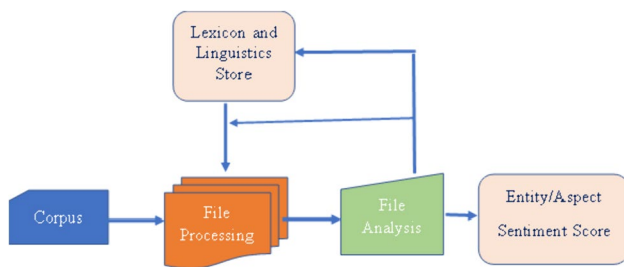 Lexicon and
Linguistics
Store
Corpus
File
Processing
File
Analysis
Entity/Aspect
Sentiment Score